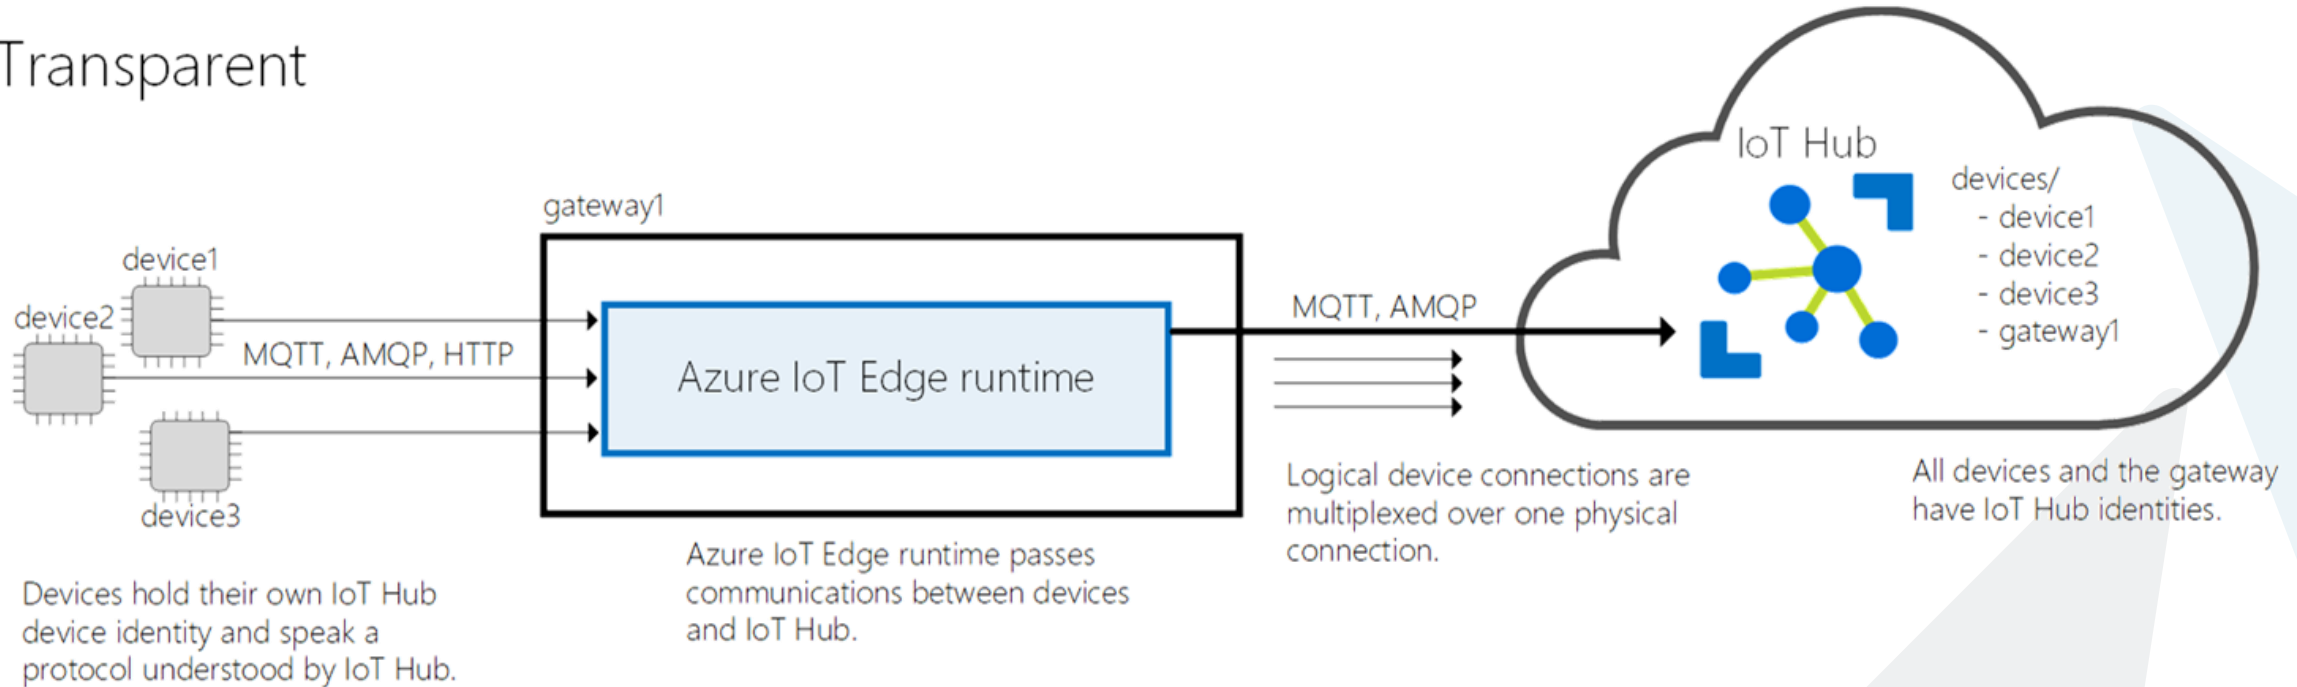 Transparent
device1
device2
MQTT, AMQP, HTTP
device3
Devices hold their own IoT Hub
device identity and speak a
protocol understood by IoT Hub.
gateway1
Azure IoT Edge runtime
Azure IoT Edge runtime passes
communications between devices
and IoT Hub.
MQTT, AMQP
Logical device connections are
multiplexed over one physical
connection.
IoT Hub
devices/
- device1
- device2
- device3
- gateway1
All devices and the gateway
have IoT Hub identities.